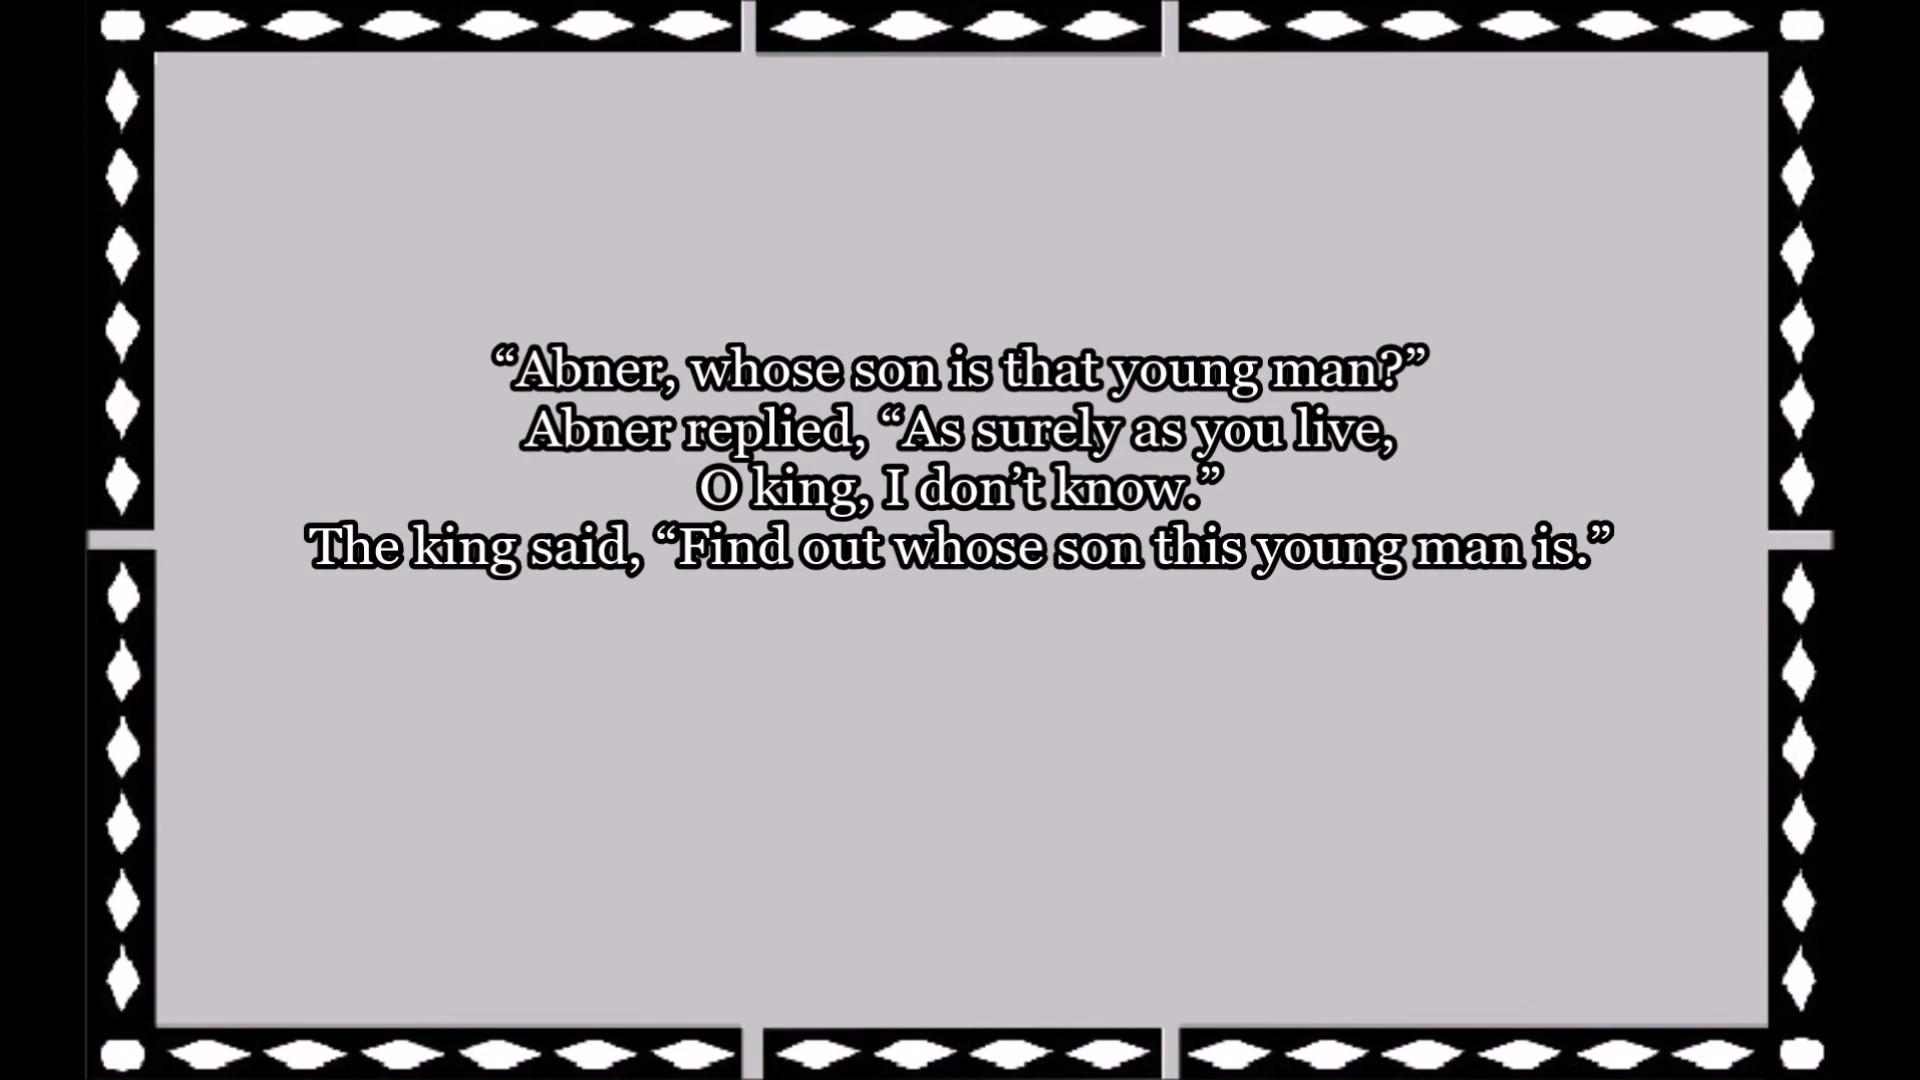 “Abner, whose son is that young man?”
Abner replied, “As surely as you live,
O king, I don’t know.”
The king said, “Find out whose son this young man is.”